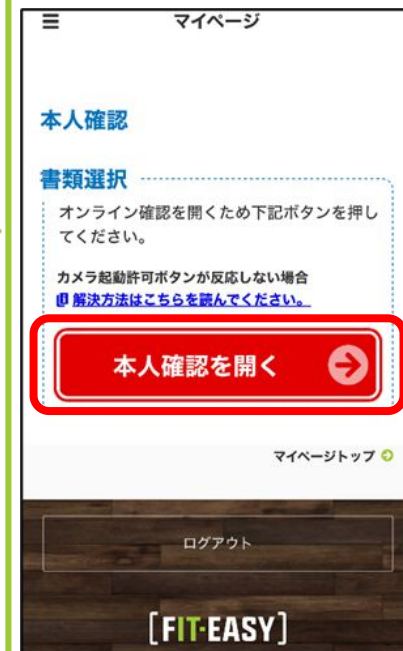 マイページ
本人確認
書類選択
オンライン確認を開くため下記ボタンを押し
てください。
カメラ起動許可ボタンが反応しない場合
解決方法はこちらを読んでください。
本人確認を開く
マイページトップ
ログアウト
[FIT-EASY]